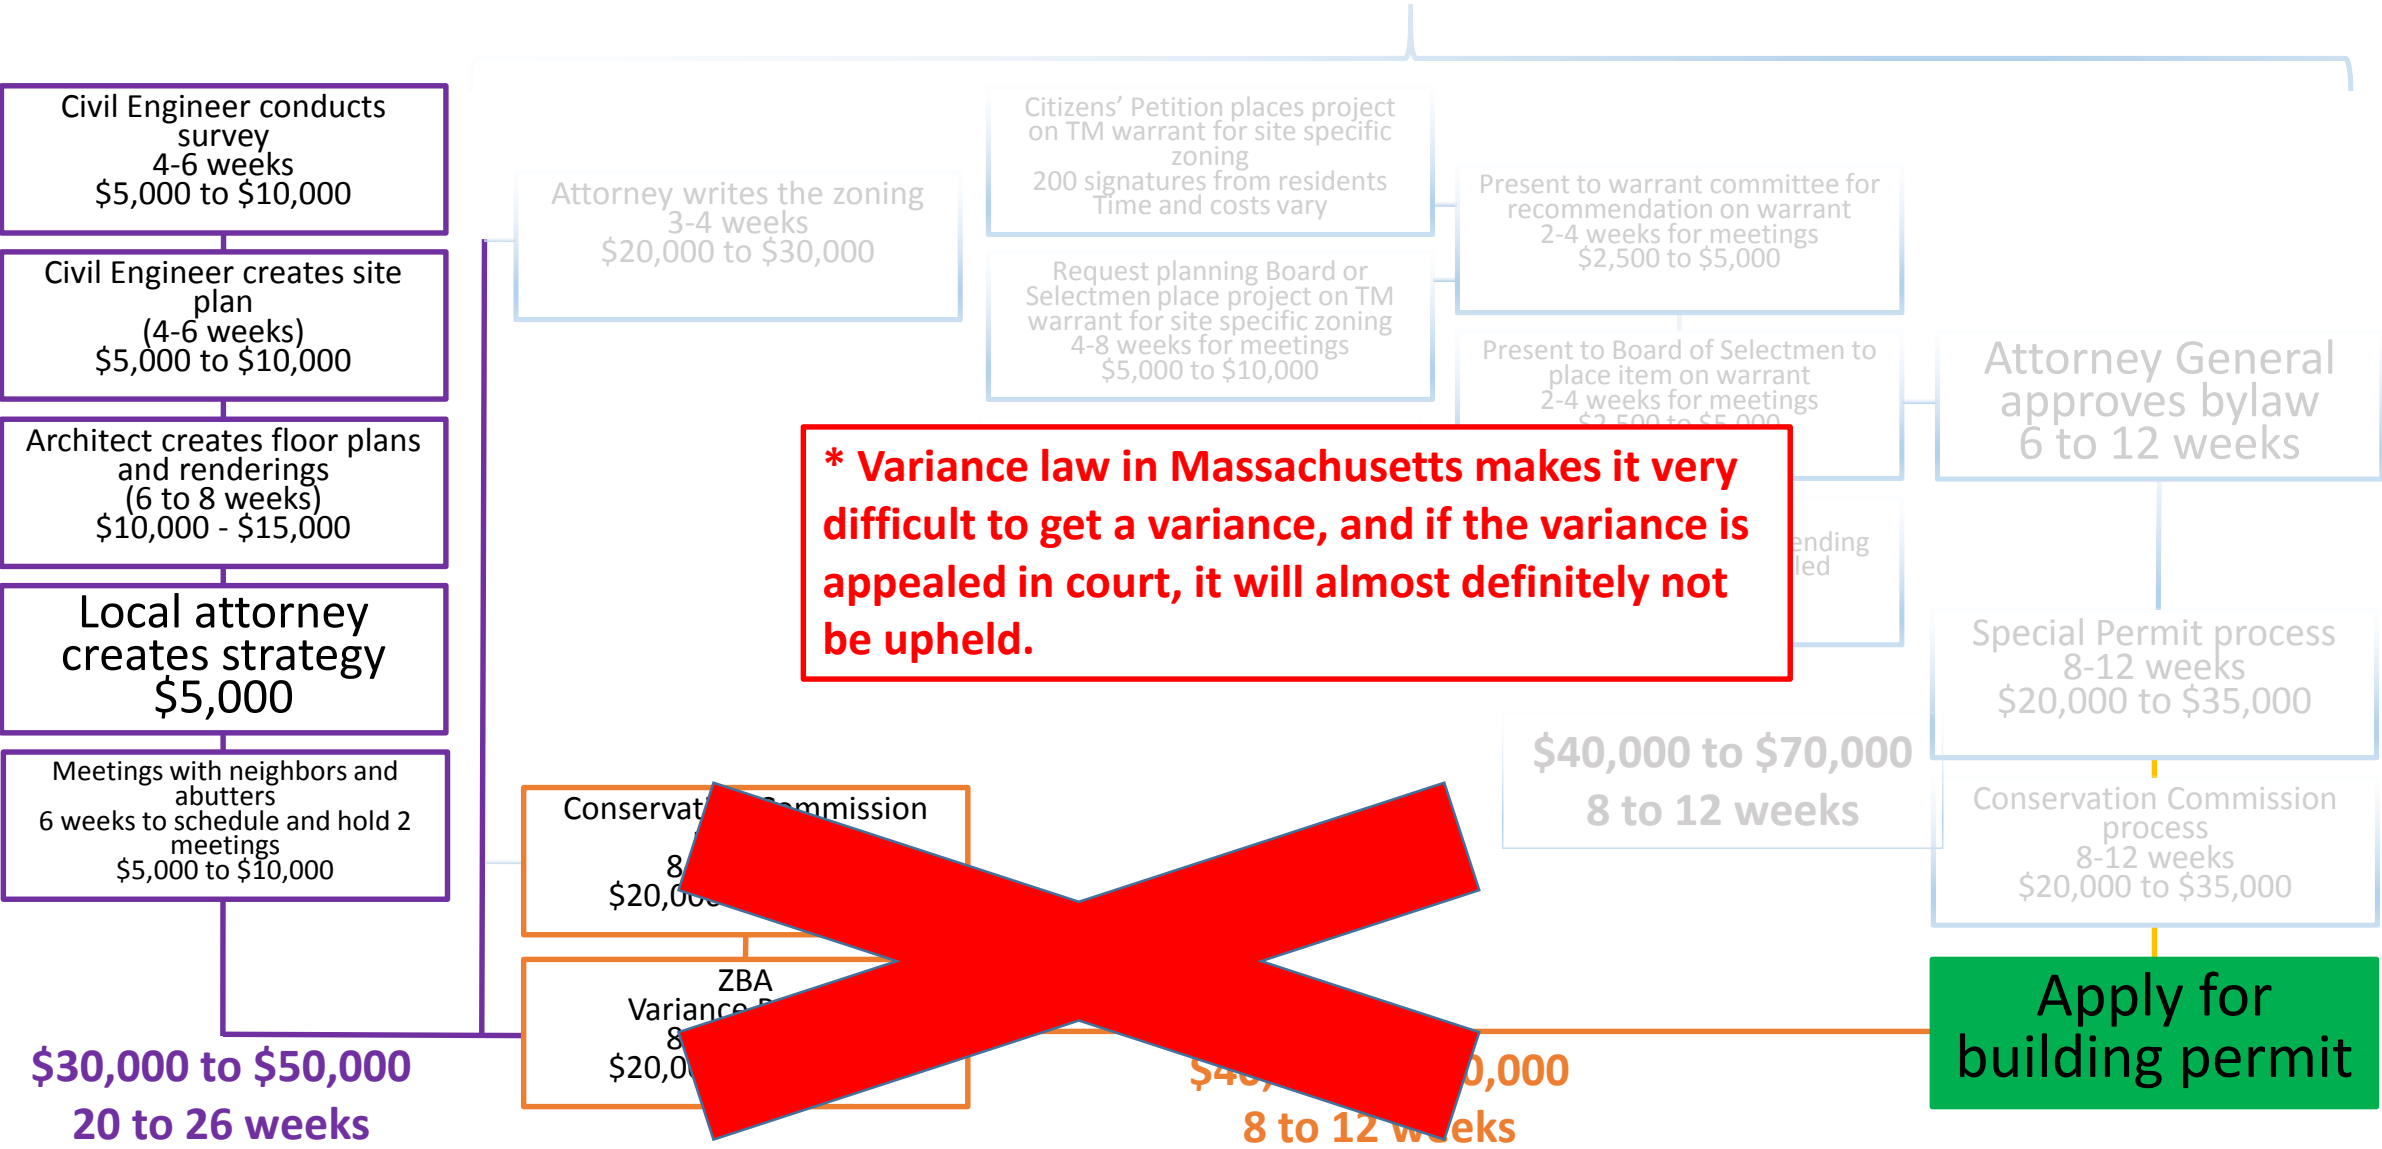 Civil Engineer conducts
survey
4-6 weeks
$5,000 to $10,000
Civil Engineer creates site
plan
(4-6 weeks)
$5,000 to $10,000
Architect creates floor plans
and renderings
(6 to 8 weeks)
$10,000 - $15,000
Local attorney
creates strategy
$5,000
Meetings with neighbors and
abutters
6 weeks to schedule and hold 2
meetings
$5,000 to $10,000
$30,000 to $50,000
20 to 26 weeks
Attorney writes the zoning
3-4 weeks
$20,000 to $30,000
Citizens’ Petition places project
on TM warrant for site specific
zoning
200 signatures from residents
Time and costs vary
Request planning Board or
Selectmen place project on TM
warrant for site specific zoning
4-8 weeks for meetings
$5,000 to $10,000
Present to warrant committee for
recommendation on warrant
2-4 weeks for meetings
$2,500 to $5,000
Present to Board of Selectmen to
place item on warrant
2-4 weeks for meetings
$2,500 to $5,000
* Variance law in Massachusetts makes it very
difficult to get a variance, and if the variance is
appealed in court, it will almost definitely not
be upheld.
Attorney General
approves bylaw
6 to 12 weeks
Special Permit process
8-12 weeks
$20,000 to $35,000
$40,000 to $70,000
8 to 12 weeks
Conservation Commission
process
8-12 weeks
$20,000 to $35,000
Conservation Commission
ZBA
Variance
8 to 12 weeks
Apply for
building permit